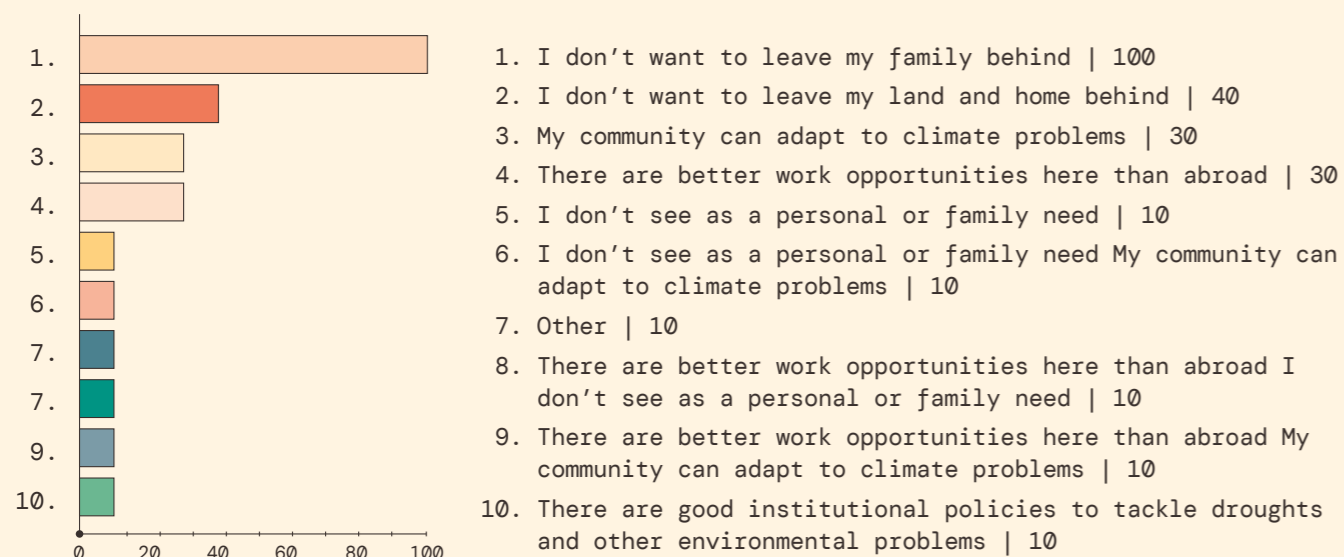 1.
2.
3.
4.
5.
6.
7.
7.
9.
10.
0 20 40 60 80 100
1. I don't want to leave my family behind | 100
2. I don't want to leave my land and home behind | 40
3. My community can adapt to climate problems | 30
4. There are better work opportunities here than abroad | 30
5. I don't see as a personal or family need | 10
6. I don't see as a personal or family need My community can
adapt to climate problems | 10
7. Other | 10
8. There are better work opportunities here than abroad I
don't see as a personal or family need | 10
9. There are better work opportunities here than abroad My
community can adapt to climate problems | 10
10. There are good institutional policies to tackle droughts
and other environmental problems | 10